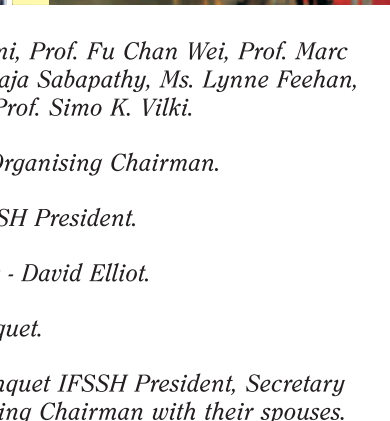 ni, Prof. Fu Chan Wei, Prof. Marc
aja Sabapathy, Ms. Lynne Feehan,
Prof. Simo K. Vilki.
Organising Chairman.
SH President.
- David Elliot.
quet.
nquet IFSSH President, Secretary
ing Chairman with their spouses.